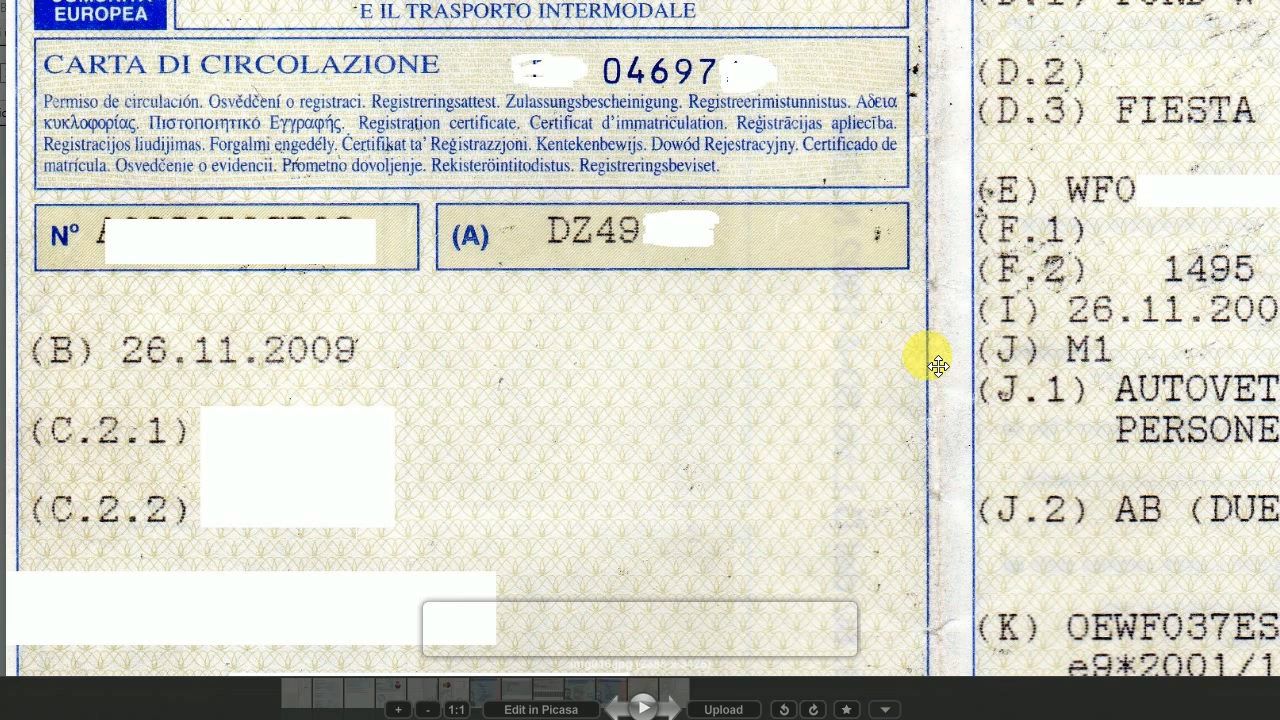 EUROPEA
E IL TRASPORTO INTERMODALE
CARTA DI CIRCOLAZIONE 04697
Permiso de circulación. Osvědčení o registraci. Registreringsattest. Zulassungsbescheinigung. Registreerimistunnistus. Αδεια
κυκλοφορίας. Πιστοποιητικό Εγγραφής. Registration certificate. Certificat d'immatriculation. Reģistrācijas apliecība.
Registracijos liudijimas. Forgalmi engedély. Ċertifikat ta' Reġistrazzjoni. Kentekenbewijs. Dowód Rejestracyjny. Certificado de
matrícula. Osvedčenie o evidencii. Prometno dovoljenje. Rekisteröintitodistus. Registreringsbeviset.
N°
(A) DZ49
(B) 26.11.2009
(C.2.1)
(C.2.2)
(D.2)
(D.3) FIESTA
(E) WF0
(F.1)
(F.2) 1495
(I) 26.11.200
(J) M1
(J.1) AUTOVET
PERSONE
(J.2) AB (DUE
(K) OEWF037ES
e9*2001/1
+ - 1:1 Edit in Picasa Upload